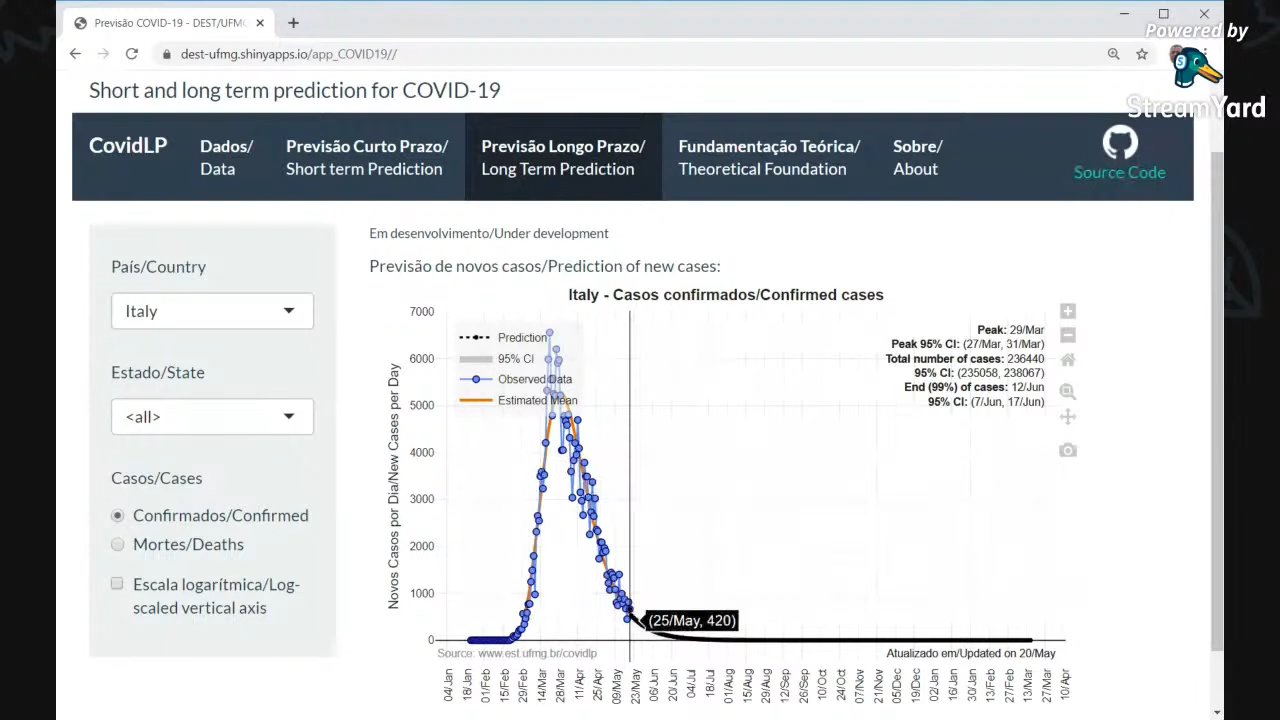 Previsão COVID-19 - DEST/UFMG
dest-ufmg.shinyapps.io/app_COVID19//
Powered by
S
StreamYard
Short and long term prediction for COVID-19
CovidLP
Dados/
Data
Previsão Curto Prazo/
Short term Prediction
Previsão Longo Prazo/
Long Term Prediction
Fundamentação Teórica/
Theoretical Foundation
Sobre/
About
Source Code
País/Country
Italy
Estado/State
<all>
Casos/Cases
Confirmados/Confirmed
Mortes/Deaths
Escala logarítmica/Log-
scaled vertical axis
Em desenvolvimento/Under development
Previsão de novos casos/Prediction of new cases:
Italy - Casos confirmados/Confirmed cases
Novos Casos por Dia/New Cases per Day
7000
6000
5000
4000
3000
2000
1000
0
Prediction
95% CI
Observed Data
Estimated Mean
Peak: 29/Mar
Peak 95% CI: (27/Mar, 31/Mar)
Total number of cases: 236440
95% CI: (235058, 238067)
End (99%) of cases: 12/Jun
95% CI: (7/Jun, 17/Jun)
(25/May, 420)
Source: www.est.ufmg.br/covidlp
Atualizado em/Updated on 20/May
04/Jan
18/Jan
01/Feb
15/Feb
29/Feb
14/Mar
28/Mar
11/Apr
25/Apr
09/May
23/May
06/Jun
20/Jun
04/Jul
18/Jul
01/Aug
15/Aug
29/Aug
12/Sep
26/Sep
10/Oct
24/Oct
07/Nov
21/Nov
05/Dec
19/Dec
02/Jan
16/Jan
30/Jan
13/Feb
27/Feb
13/Mar
27/Mar
10/Apr